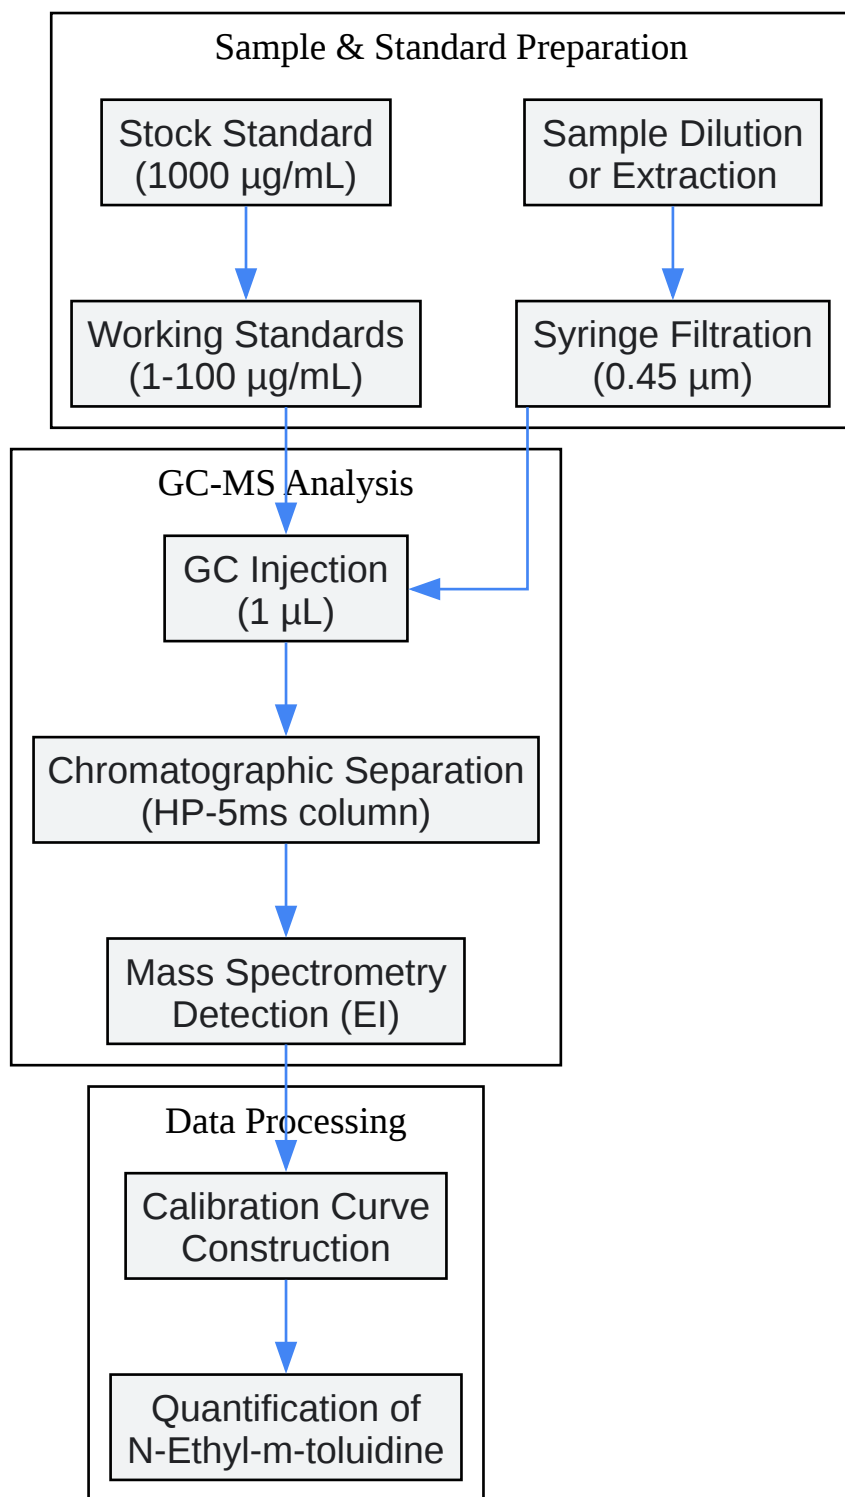 Sample & Standard Preparation
Stock Standard
(1000 µg/mL)
Sample Dilution
or Extraction
Working Standards
(1-100 µg/mL)
Syringe Filtration
(0.45 µm)
GC-MS Analysis
GC Injection
(1 µL)
Chromatographic Separation
(HP-5ms column)
Mass Spectrometry
Detection (EI)
Data Processing
Calibration Curve
Construction
Quantification of
N-Ethyl-m-toluidine